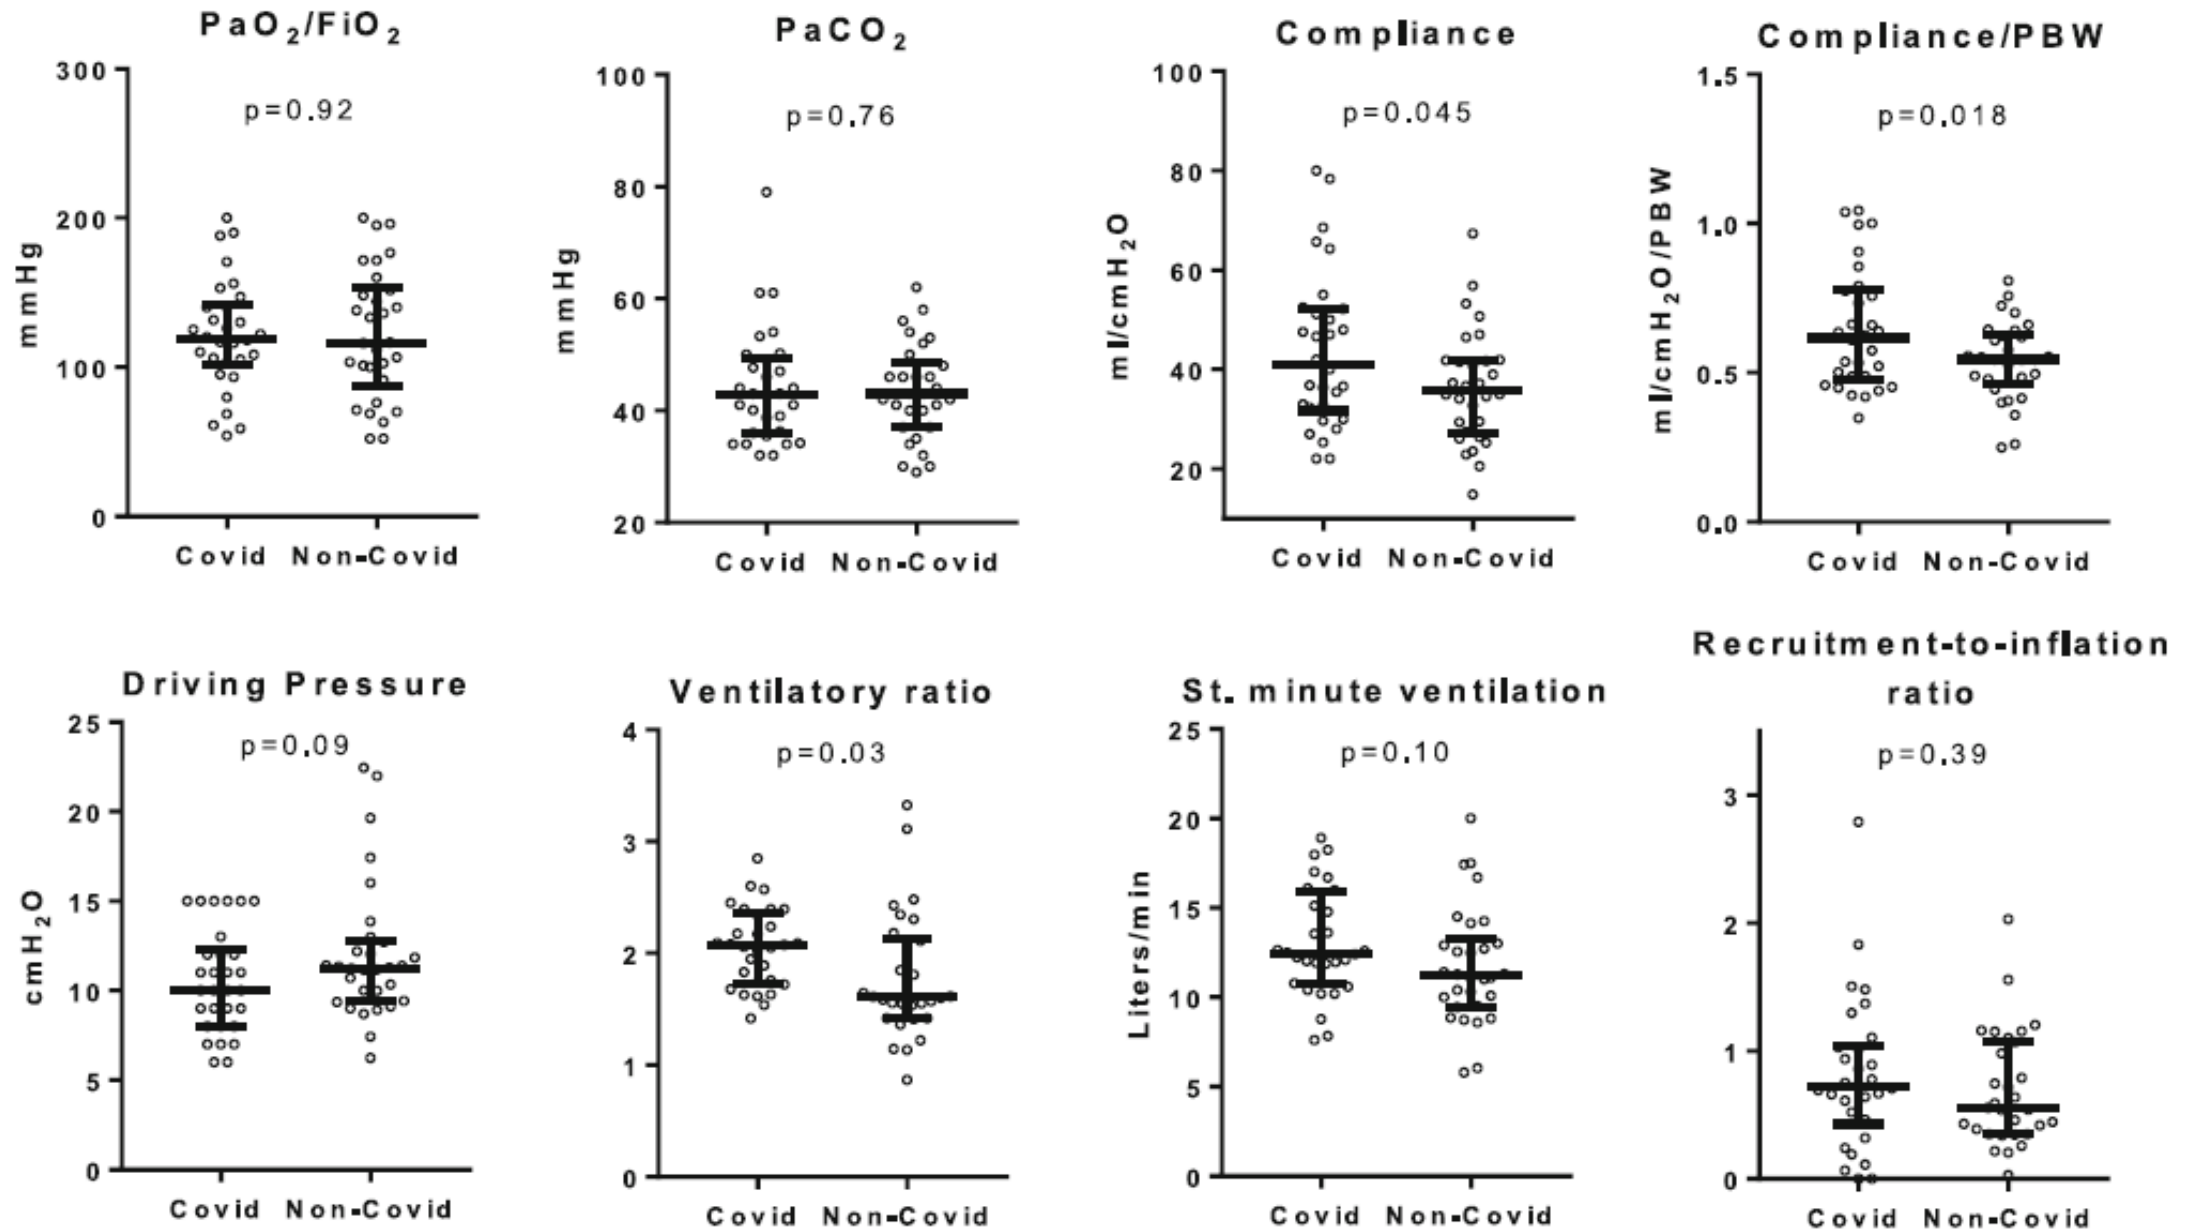 PaO₂/FiO₂
300
p=0.92
200
mmHg
100
0
Covid Non-Covid
PaCO₂
100
p=0.76
80
mmHg
60
40
20
Covid Non-Covid
Compliance
100
p=0.045
80
ml/cmH₂O
60
40
20
Covid Non-Covid
Compliance/PBW
1.5
p=0.018
1.0
ml/cmH₂O/PBW
0.5
0.0
Covid Non-Covid
Driving Pressure
25
p=0.09
20
15
cmH₂O
10
5
0
Covid Non-Covid
Ventilatory ratio
4
p=0.03
3
2
1
0
Covid Non-Covid
St. minute ventilation
25
p=0.10
20
15
Liters/min
10
5
0
Covid Non-Covid
Recruitment-to-inflation
ratio
p=0.39
3
2
1
0
Covid Non-Covid